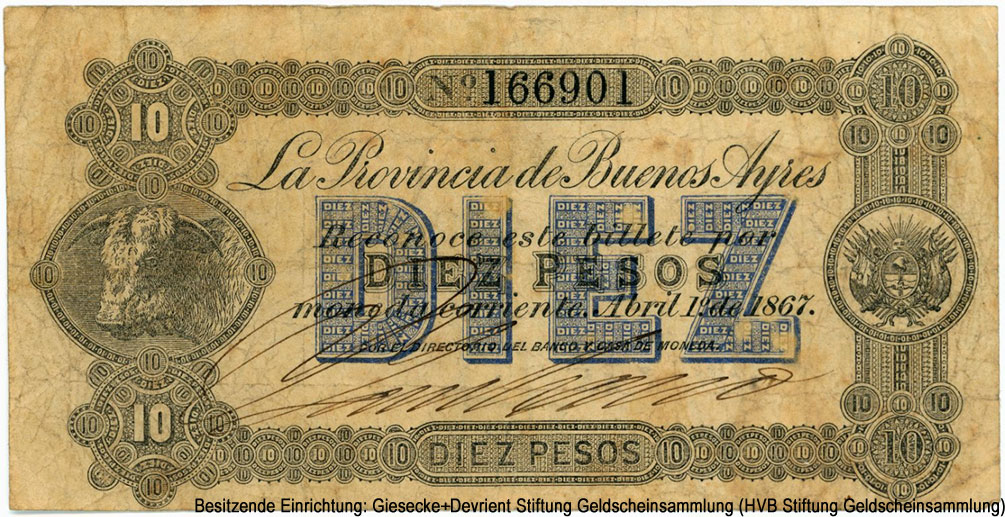 Nº 166901
La Provincia de Buenos Ayres
DIEZ
Reconoce este billete por
DIEZ PESOS
moneda corriente. Abril 1º de 1867.
POR EL DIRECTORIO DEL BANCO Y CASA DE MONEDA.
10
10
10
10
DIEZ PESOS
Besitzende Einrichtung: Giesecke+Devrient Stiftung Geldscheinsammlung (HVB Stiftung Geldscheinsammlung)